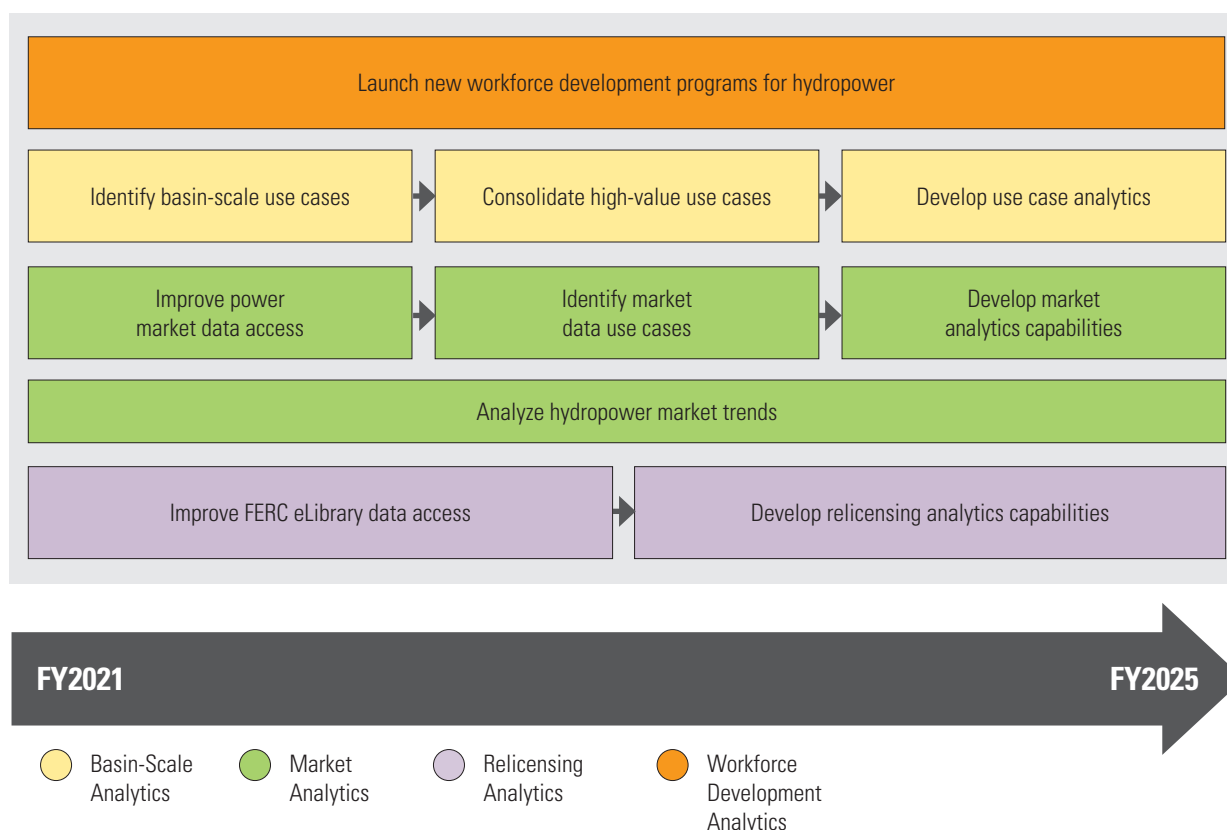 Launch new workforce development programs for hydropower
Identify basin-scale use cases
Consolidate high-value use cases
Develop use case analytics
Improve power
market data access
Identify market
data use cases
Develop market
analytics capabilities
Analyze hydropower market trends
Improve FERC eLibrary data access
Develop relicensing analytics capabilities
FY2021
FY2025
Basin-Scale
Analytics
Market
Analytics
Relicensing
Analytics
Workforce
Development
Analytics